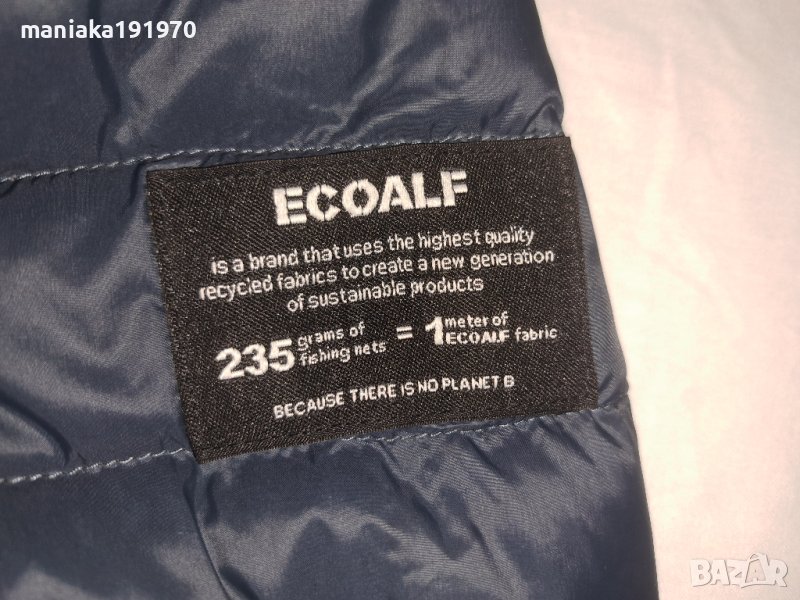 maniaka191970
ECOALF
is a brand that uses the highest quality
recycled fabrics to create a new generation
of sustainable products
235 grams of fishing nets = 1 meter of ECOALF fabric
BECAUSE THERE IS NO PLANET B
BAZAR